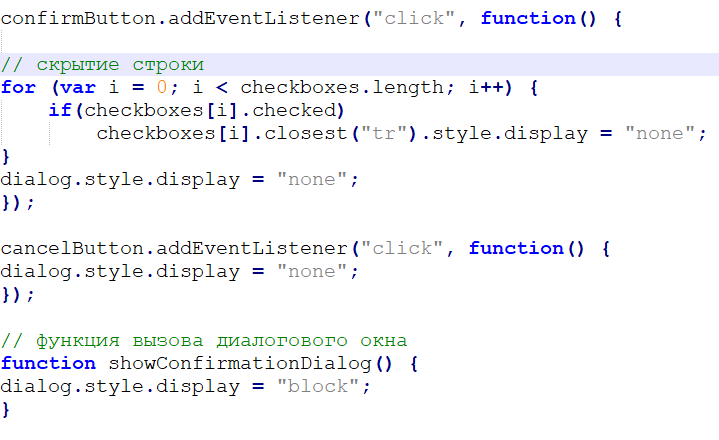 confirmButton.addEventListener("click", function() {
// скрытие строки
for (var i = 0; i < checkboxes.length; i++) {
    if(checkboxes[i].checked)
        checkboxes[i].closest("tr").style.display = "none";
}
dialog.style.display = "none";
});
cancelButton.addEventListener("click", function() {
dialog.style.display = "none";
});
// функция вызова диалогового окна
function showConfirmationDialog() {
dialog.style.display = "block";
}